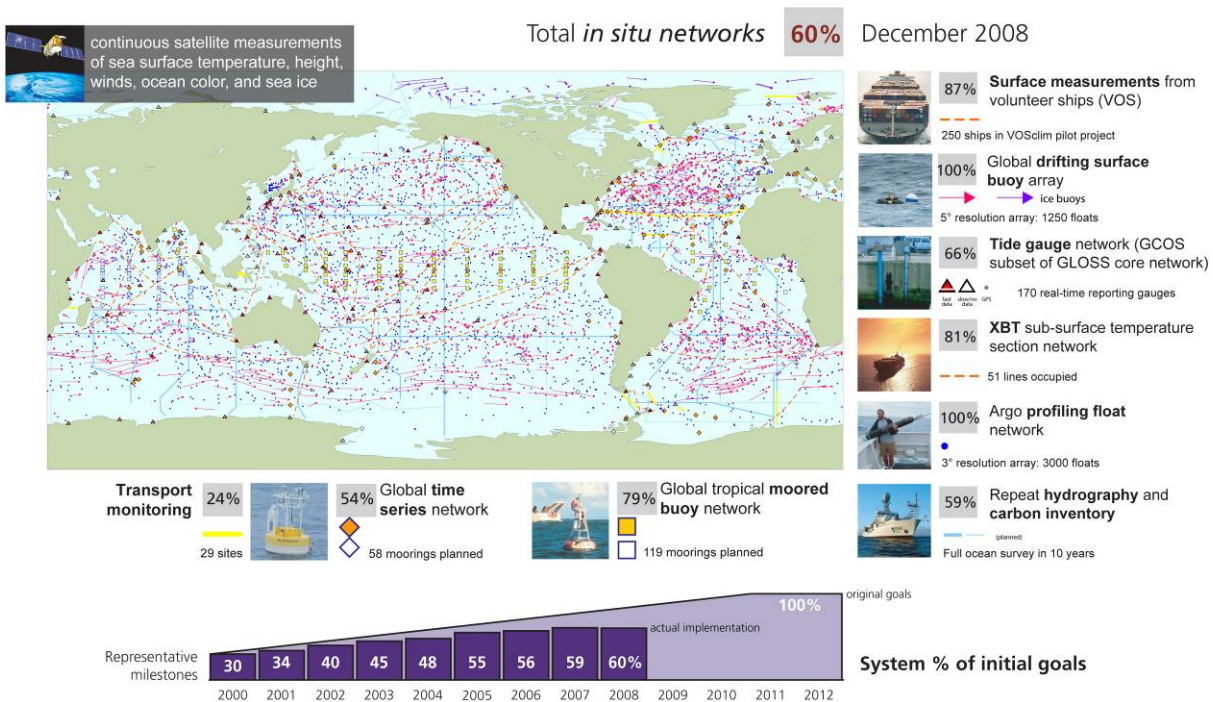 Total in situ networks 60% December 2008
continuous satellite measurements
of sea surface temperature, height,
winds, ocean color, and sea ice
87% Surface measurements from
volunteer ships (VOS)
250 ships in VOSclim pilot project
100% Global drifting surface
buoy array
ice buoys
5° resolution array: 1250 floats
66% Tide gauge network (GCOS
subset of GLOSS core network)
fast
data
slow/no
data
GPS
170 real-time reporting gauges
81% XBT sub-surface temperature
section network
51 lines occupied
100% Argo profiling float
network
3° resolution array: 3000 floats
59% Repeat hydrography and
carbon inventory
(planned)
Full ocean survey in 10 years
Transport
monitoring
24%
29 sites
54% Global time
series network
58 moorings planned
79% Global tropical moored
buoy network
119 moorings planned
original goals
100%
actual implementation
Representative
milestones
30 34 40 45 48 55 56 59 60%
2000 2001 2002 2003 2004 2005 2006 2007 2008 2009 2010 2011 2012
System % of initial goals